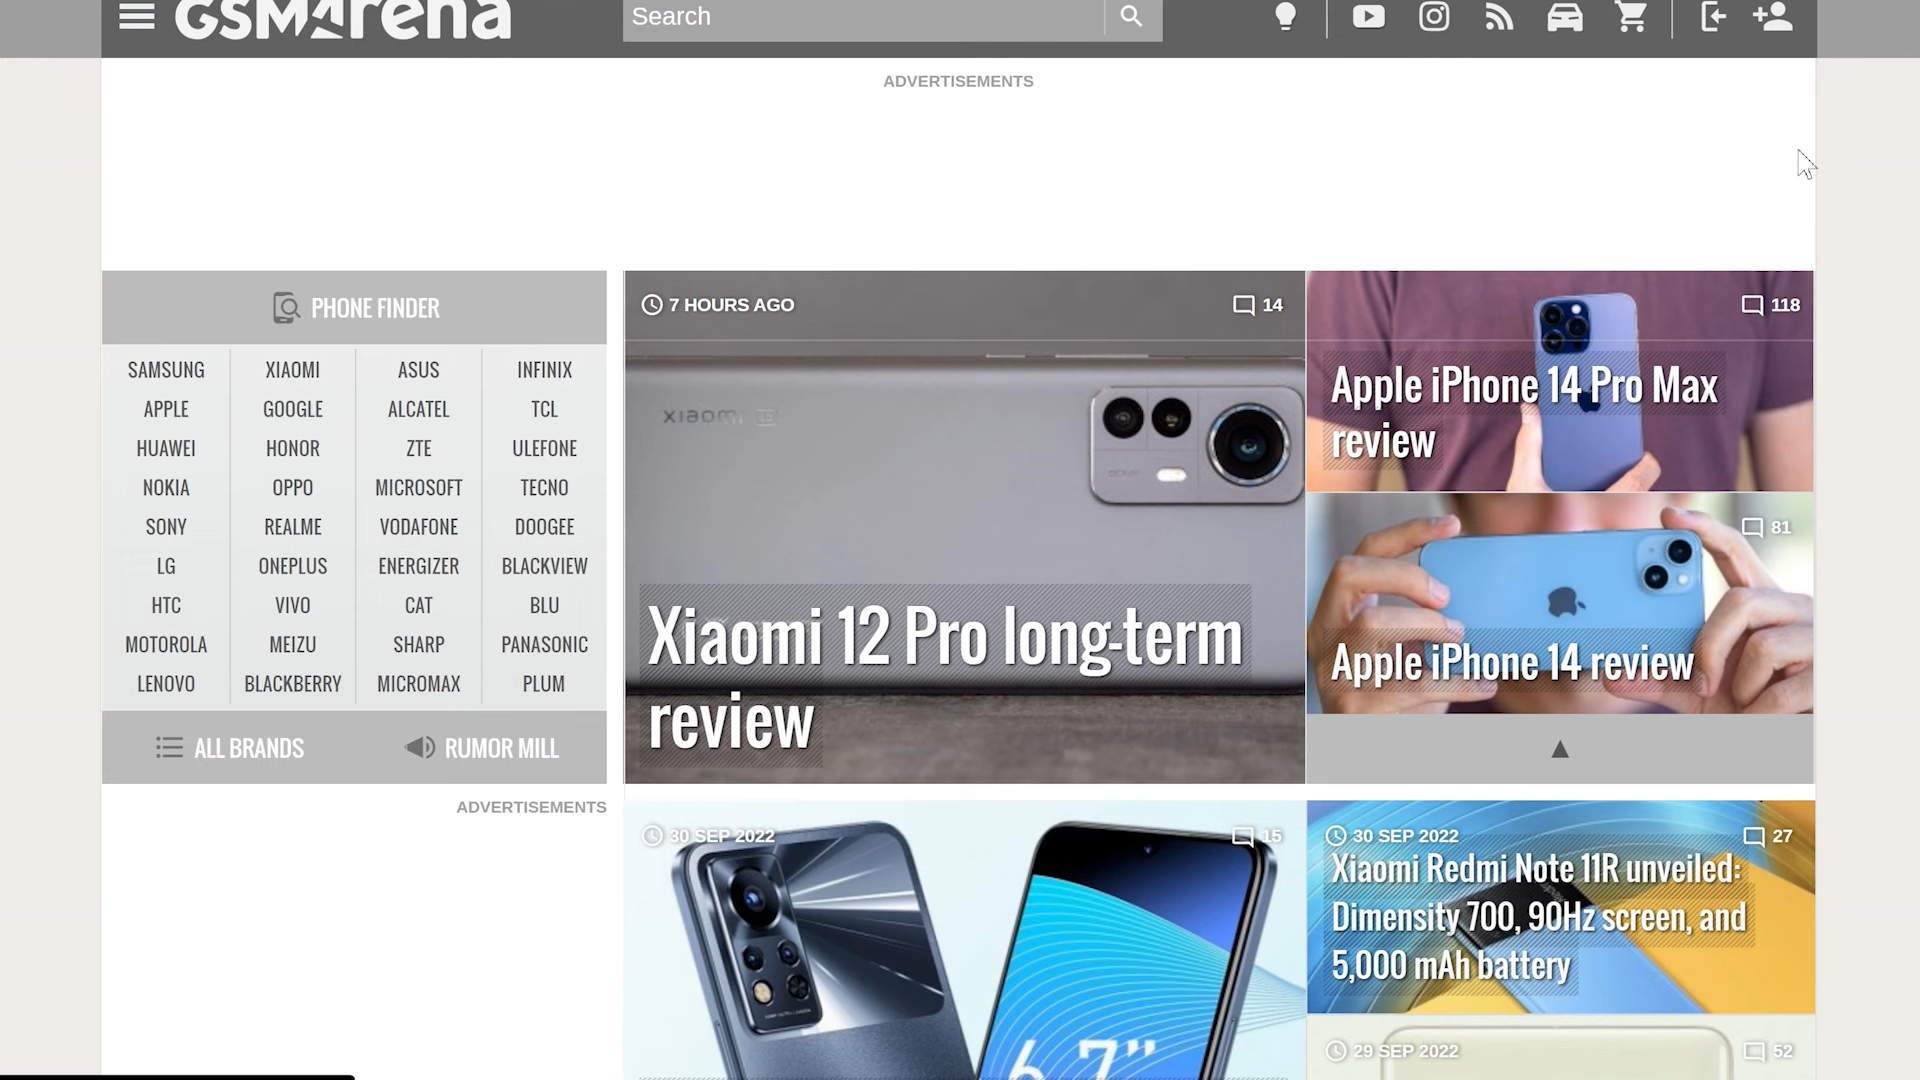 GSMArena
Search
ADVERTISEMENTS
PHONE FINDER
SAMSUNG XIAOMI ASUS INFINIX
APPLE GOOGLE ALCATEL TCL
HUAWEI HONOR ZTE ULEFONE
NOKIA OPPO MICROSOFT TECNO
SONY REALME VODAFONE DOOGEE
LG ONEPLUS ENERGIZER BLACKVIEW
HTC VIVO CAT BLU
MOTOROLA MEIZU SHARP PANASONIC
LENOVO BLACKBERRY MICROMAX PLUM
ALL BRANDS RUMOR MILL
ADVERTISEMENTS
7 HOURS AGO 14
xiaomi 5G
Xiaomi 12 Pro long-term
review
118
Apple iPhone 14 Pro Max
review
81
Apple iPhone 14 review
▲
30 SEP 2022 15
6.7"
30 SEP 2022 27
Xiaomi Redmi Note 11R unveiled:
Dimensity 700, 90Hz screen, and
5,000 mAh battery
29 SEP 2022 52